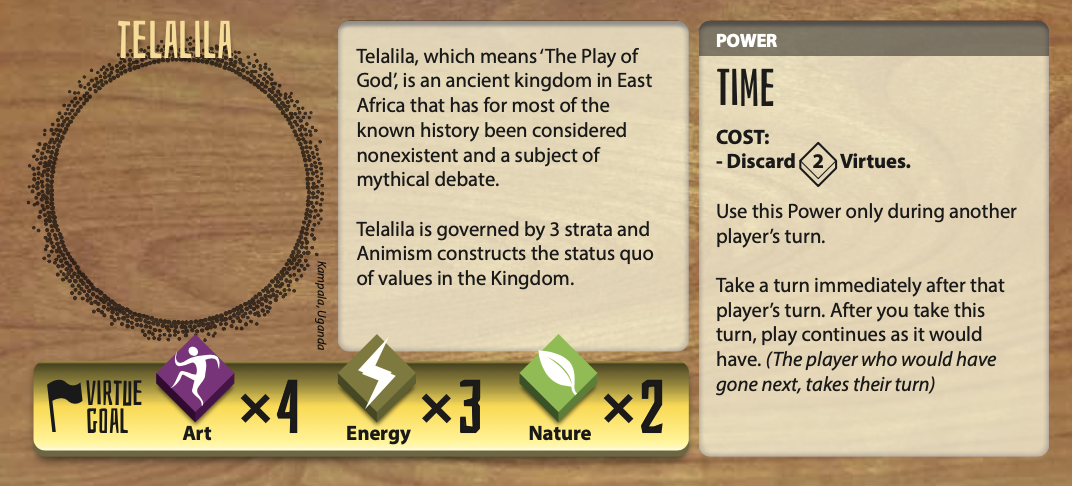 TELALILA
Kampala, Uganda
Telalila, which means ‘The Play of
God’, is an ancient kingdom in East
Africa that has for most of the
known history been considered
nonexistent and a subject of
mythical debate.
Telalila is governed by 3 strata and
Animism constructs the status quo
of values in the Kingdom.
VIRTUE
GOAL
Art
×4
Energy
×3
Nature
×2
POWER
TIME
COST:
- Discard 2 Virtues.
Use this Power only during another
player’s turn.
Take a turn immediately after that
player’s turn. After you take this
turn, play continues as it would
have. (The player who would have
gone next, takes their turn)